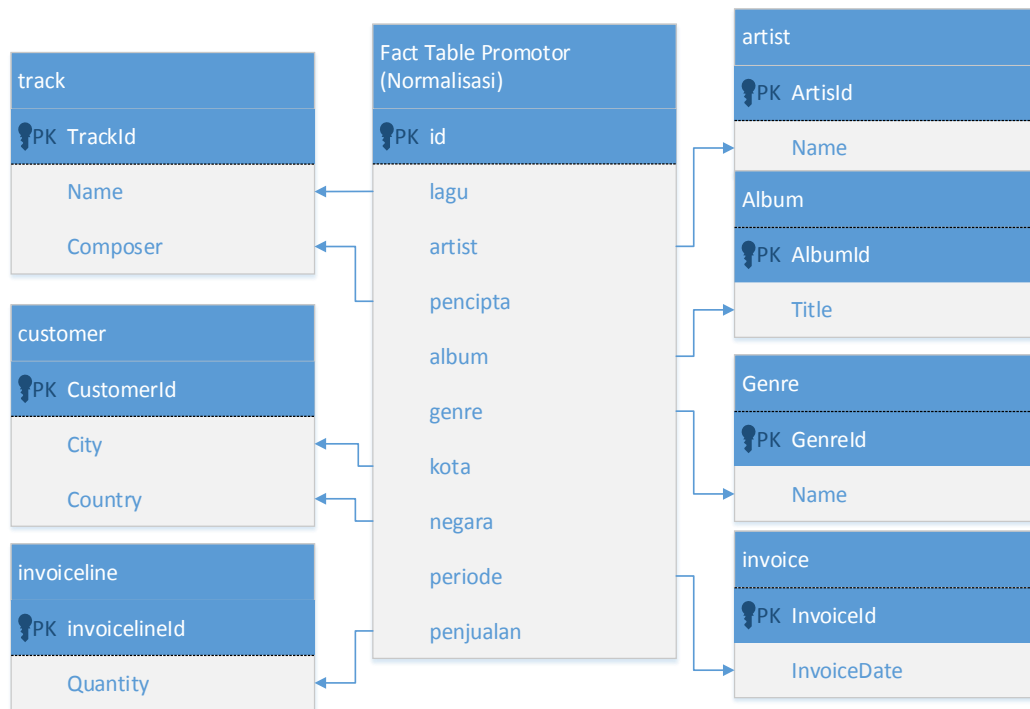 track
PK TrackId
Name
Composer
customer
PK CustomerId
City
Country
invoiceline
PK invoicelineId
Quantity
Fact Table Promotor
(Normalisasi)
PK id
lagu
artist
pencipta
album
genre
kota
negara
periode
penjualan
artist
PK ArtisId
Name
Album
PK AlbumId
Title
Genre
PK GenreId
Name
invoice
PK InvoiceId
InvoiceDate